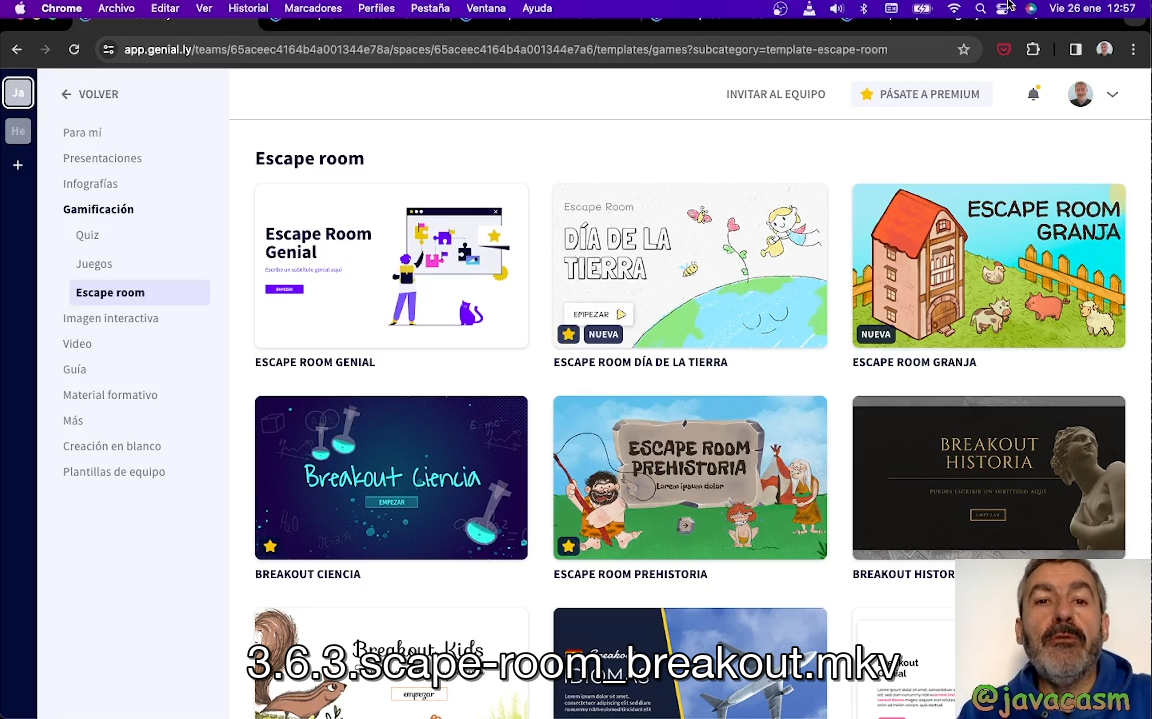 Chrome Archivo Editar Ver Historial Marcadores Perfiles Pestaña Ventana Ayuda Vie 26 ene 12:57
app.genial.ly/teams/65aceec4164b4a001344e78a/spaces/65aceec4164b4a001344e7a6/templates/games?subcategory=template-escape-room
Ja
He
+
VOLVER
INVITAR AL EQUIPO
PÁSATE A PREMIUM
Para mí
Presentaciones
Infografías
Gamificación
Quiz
Juegos
Escape room
Imagen interactiva
Video
Guía
Material formativo
Más
Creación en blanco
Plantillas de equipo
Escape room
Escape Room
Genial
Escribe un subtítulo genial aquí
EMPEZAR
ESCAPE ROOM GENIAL
Escape Room
DÍA DE LA
TIERRA
EMPEZAR
NUEVA
ESCAPE ROOM DÍA DE LA TIERRA
ESCAPE ROOM
GRANJA
NUEVA
ESCAPE ROOM GRANJA
E=mc²
Breakout Ciencia
EMPEZAR
H₂O
BREAKOUT CIENCIA
ESCAPE ROOM
PREHISTORIA
Lorem ipsum dolor
ESCAPE ROOM PREHISTORIA
BREAKOUT
HISTORIA
PUEDES ESCRIBIR UN SUBTÍTULO AQUÍ
EMPEZAR
BREAKOUT HISTOR
Breakout Kids
empezar
Lorem ipsum dolor sit amet,
3.6.3.scape-room_breakout.mkv
@javacasm